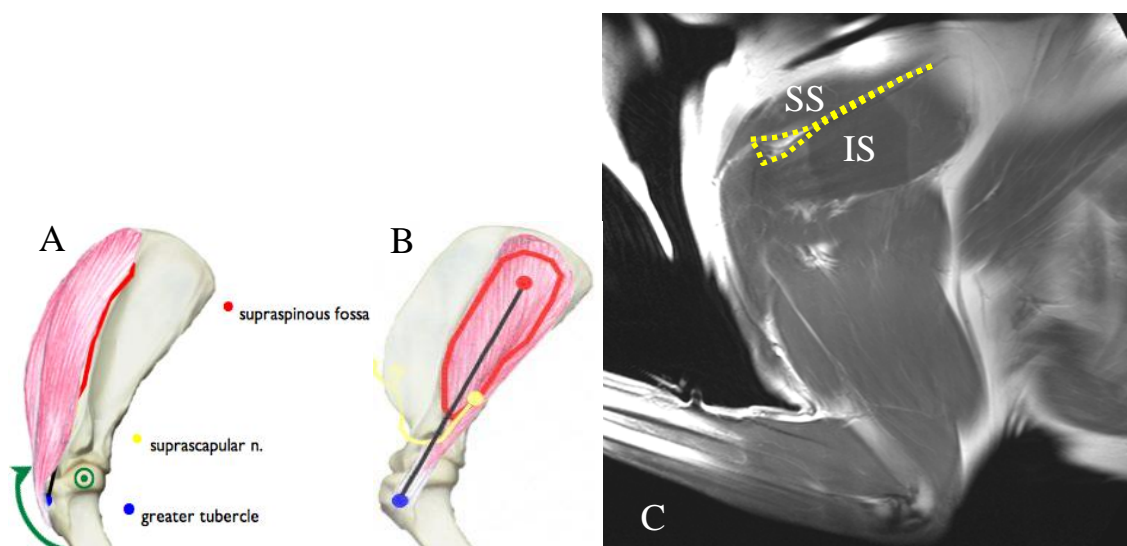 SS
IS
A
B
supraspinous fossa
suprascapular n.
greater tubercle
C